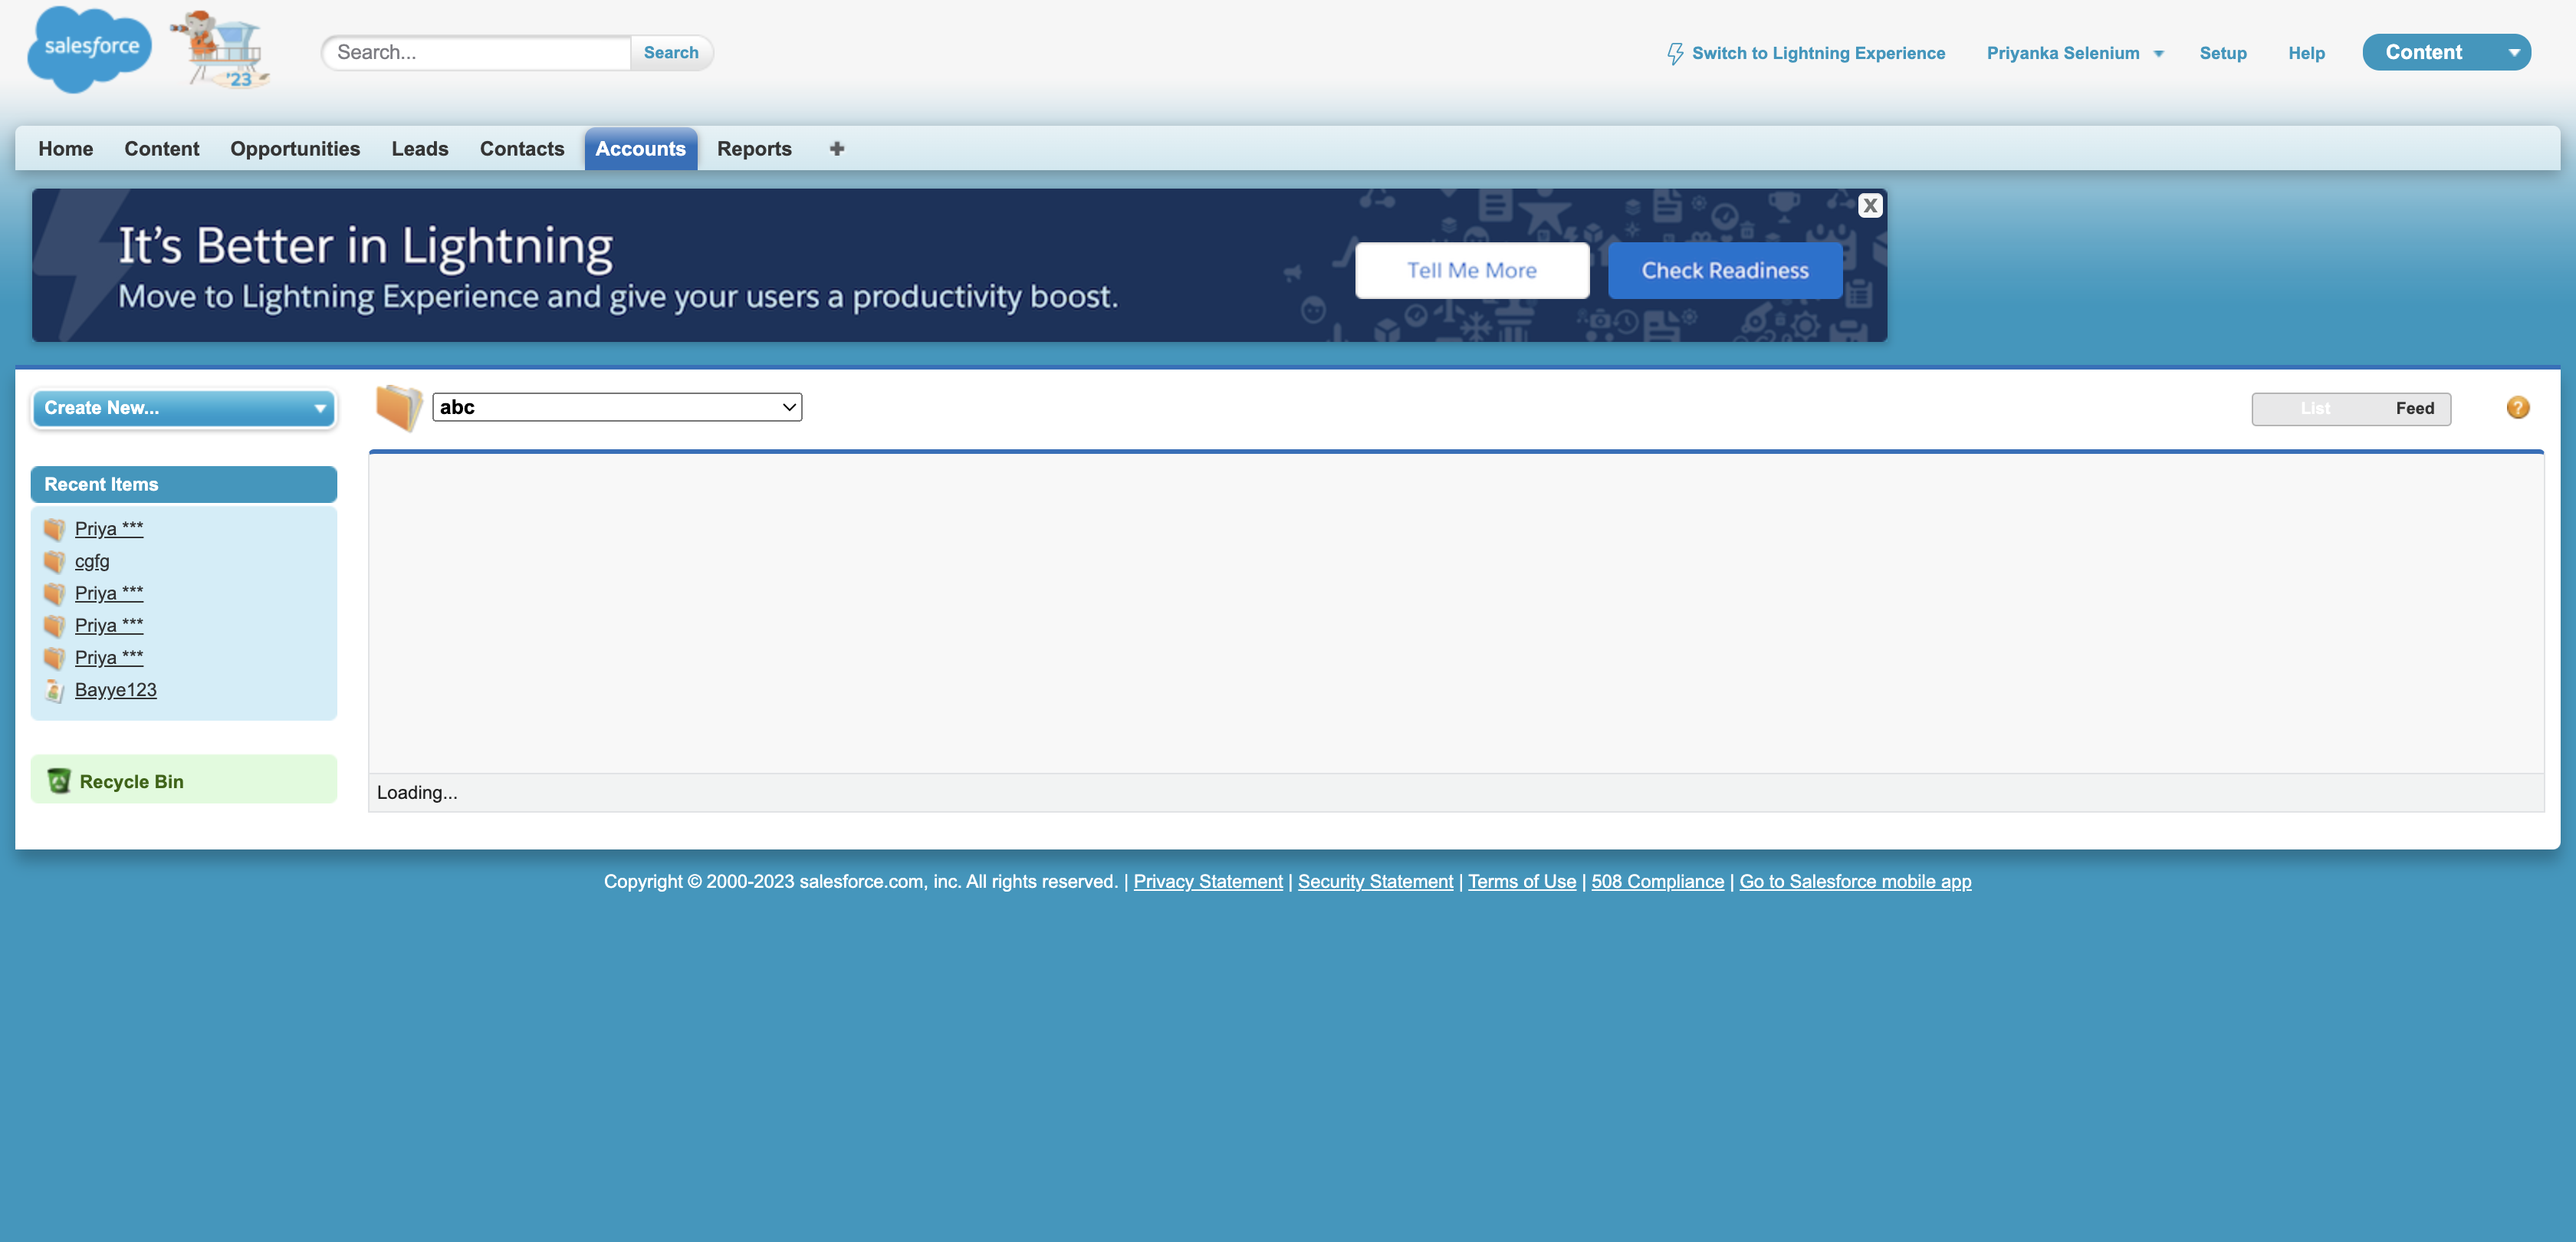 salesforce
'23
Search...
Search
Switch to Lightning Experience
Priyanka Selenium
Setup
Help
Content
Home
Content
Opportunities
Leads
Contacts
Accounts
Reports
It's Better in Lightning
Move to Lightning Experience and give your users a productivity boost.
Tell Me More
Check Readiness
X
Create New...
abc
List
Feed
?
Recent Items
Priya ***
cgfg
Priya ***
Priya ***
Priya ***
Bayye123
Recycle Bin
Loading...
Copyright © 2000-2023 salesforce.com, inc. All rights reserved. | Privacy Statement | Security Statement | Terms of Use | 508 Compliance | Go to Salesforce mobile app